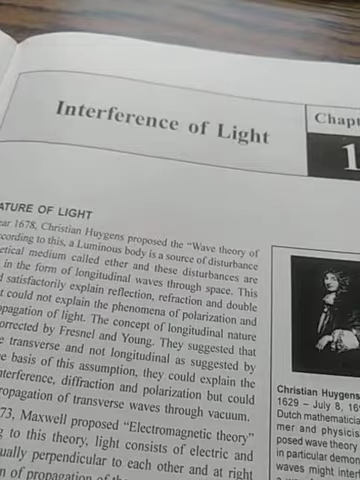 Interference of Light
Chapt
1
ATURE OF LIGHT
ear 1678, Christian Huygens proposed the "Wave theory of
ccording to this, a Luminous body is a source of disturbance
etical medium called ether and these disturbances are
in the form of longitudinal waves through space. This
d satisfactorily explain reflection, refraction and double
t could not explain the phenomena of polarization and
opagation of light. The concept of longitudinal nature
orrected by Fresnel and Young. They suggested that
e transverse and not longitudinal as suggested by
e basis of this assumption, they could explain the
nterference, diffraction and polarization but could
ropagation of transverse waves through vacuum.
73, Maxwell proposed "Electromagnetic theory"
g to this theory, light consists of electric and
ually perpendicular to each other and at right
n of propagation of the
Christian Huygens
1629 – July 8, 169
Dutch mathematicia
mer and physicis
posed wave theory
in particular demon
waves might interf